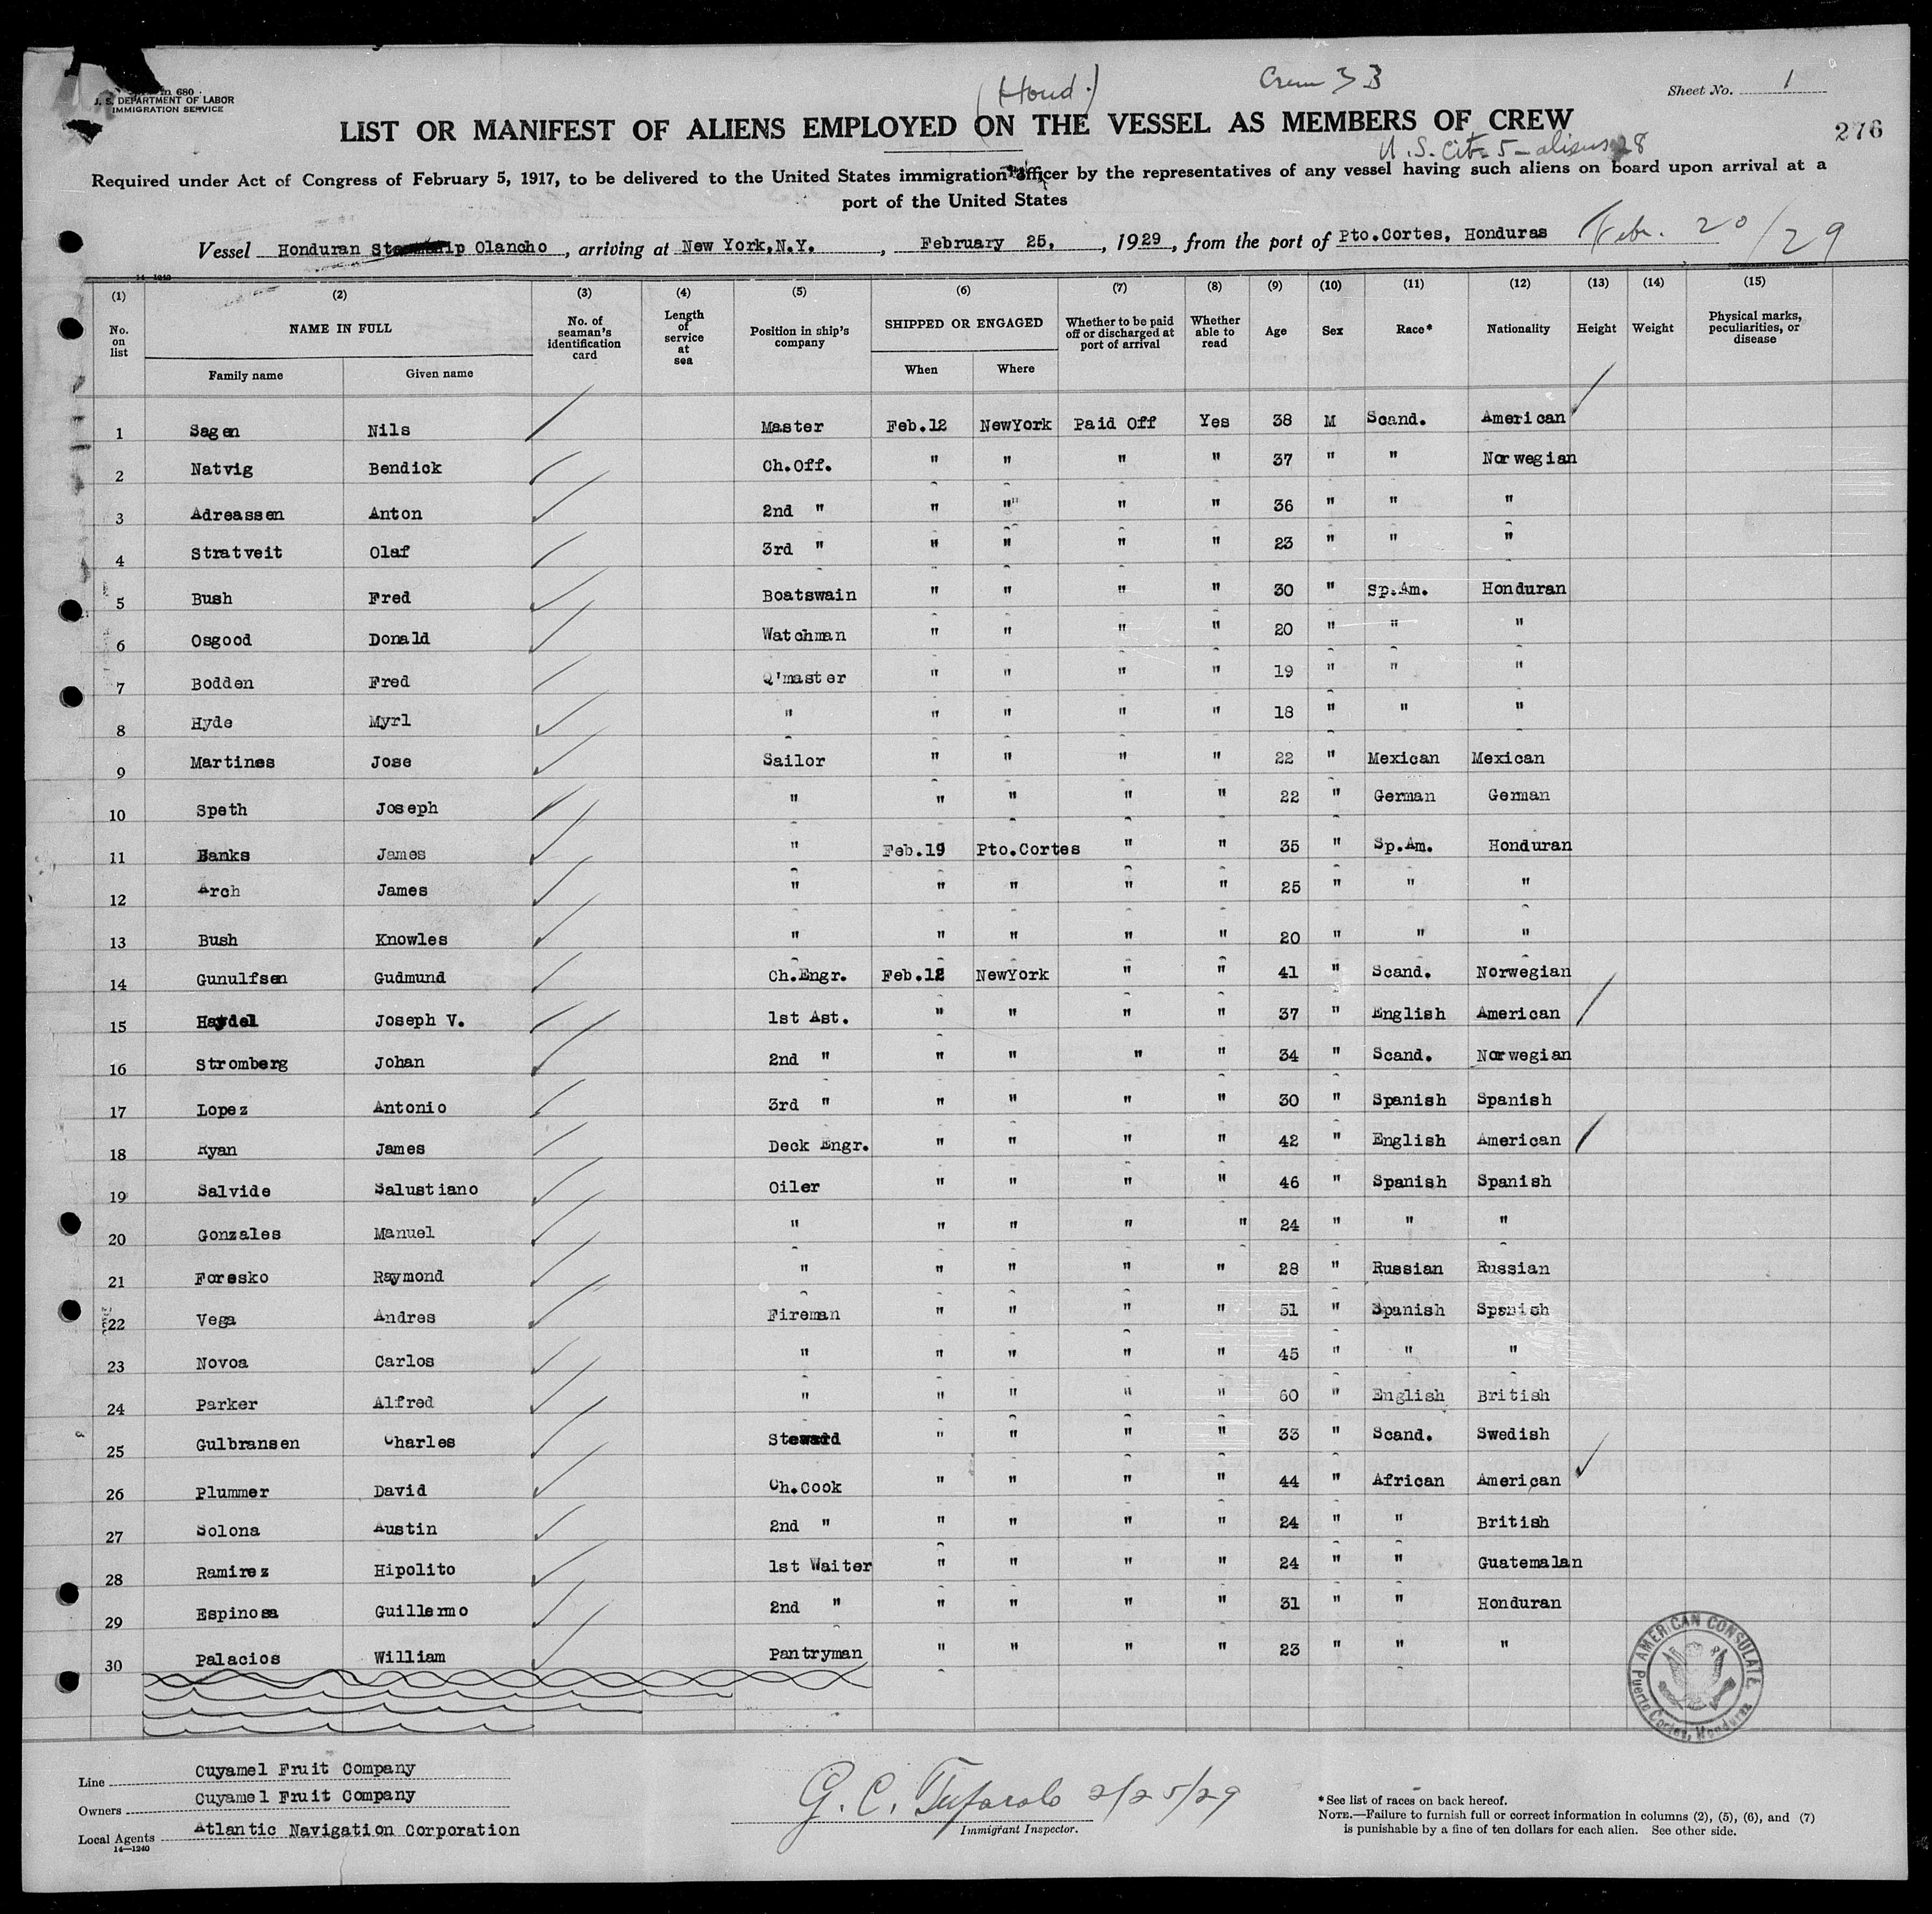 Form 680
U. S. DEPARTMENT OF LABOR
IMMIGRATION SERVICE
(Hond.)
Crew 33
Sheet No. 1
LIST OR MANIFEST OF ALIENS EMPLOYED ON THE VESSEL AS MEMBERS OF CREW
276
U.S. Cit. 5 - aliens 28
Required under Act of Congress of February 5, 1917, to be delivered to the United States immigration officer by the representatives of any vessel having such aliens on board upon arrival at a
port of the United States
Vessel Honduran Steamship Olancho, arriving at New York,N.Y., February 25, , 1929, from the port of Pto.Cortes, Honduras Febr. 20/29
14—1240
(1) (2) (3) (4) (5) (6) (7) (8) (9) (10) (11) (12) (13) (14) (15)
No. on list NAME IN FULL No. of seaman's identification card Length of service at sea Position in ship's company SHIPPED OR ENGAGED Whether to be paid off or discharged at port of arrival Whether able to read Age Sex Race* Nationality Height Weight Physical marks, peculiarities, or disease
Family name Given name When Where
1 Sagen Nils Master Feb.12 NewYork Paid Off Yes 38 M Scand. American
2 Natvig Bendick Ch.Off. " " " " 37 " " Norwegian
3 Adreassen Anton 2nd " " " " " 36 " " "
4 Stratveit Olaf 3rd " " " " " 23 " " "
5 Bush Fred Boatswain " " " " 30 " Sp.Am. Honduran
6 Osgood Donald Watchman " " " " 20 " " "
7 Bodden Fred Q'master " " " " 19 " " "
8 Hyde Myrl " " " " " 18 " " "
9 Martines Jose Sailor " " " " 22 " Mexican Mexican
10 Speth Joseph " " " " " 22 " German German
11 Banks James " Feb.19 Pto.Cortes " " 35 " Sp.Am. Honduran
12 Arch James " " " " " 25 " " "
13 Bush Knowles " " " " " 20 " " "
14 Gunulfsen Gudmund Ch.Engr. Feb.12 NewYork " " 41 " Scand. Norwegian
15 Haydel Joseph V. 1st Ast. " " " " 37 " English American
16 Stromberg Johan 2nd " " " " " 34 " Scand. Norwegian
17 Lopez Antonio 3rd " " " " " 30 " Spanish Spanish
18 Ryan James Deck Engr. " " " " 42 " English American
19 Salvide Salustiano Oiler " " " " 46 " Spanish Spanish
20 Gonzales Manuel " " " " " 24 " " "
21 Foresko Raymond " " " " " 28 " Russian Russian
22 Vega Andres Fireman " " " " 51 " Spanish Spanish
23 Novoa Carlos " " " " " 45 " " "
24 Parker Alfred " " " " " 60 " English British
25 Gulbransen Charles Steward " " " " 33 " Scand. Swedish
26 Plummer David Ch.Cook " " " " 44 " African American
27 Solona Austin 2nd " " " " " 24 " " British
28 Ramirez Hipolito 1st Waiter " " " " 24 " " Guatemalan
29 Espinosa Guillermo 2nd " " " " " 31 " " Honduran
30 Palacios William Pantryman " " " " 23 " " "
AMERICAN CONSULATE
Puerto Cortes, Honduras
Line Cuyamel Fruit Company
Owners Cuyamel Fruit Company
Local Agents Atlantic Navigation Corporation
14—1240
G. C. Tufarolo 2/25/29
Immigrant Inspector.
* See list of races on back hereof.
NOTE.—Failure to furnish full or correct information in columns (2), (5), (6), and (7)
is punishable by a fine of ten dollars for each alien. See other side.